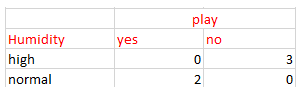 play
Humidity yes no
high 0 3
normal 2 0